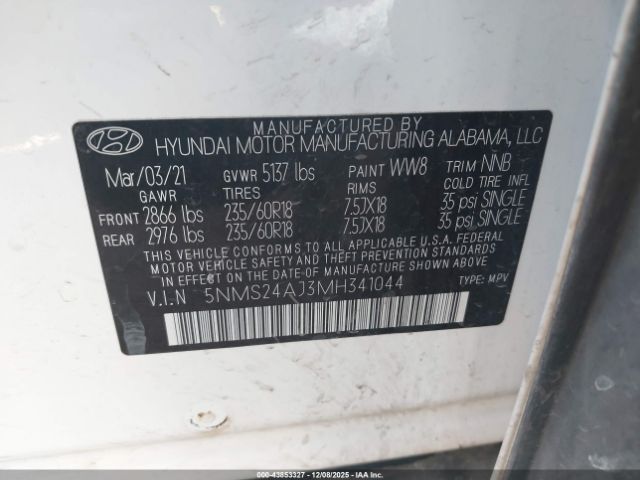 MANUFACTURED BY
HYUNDAI MOTOR MANUFACTURING ALABAMA, LLC
Mar/03/21 GVWR 5137 lbs PAINT WW8 TRIM NNB
GAWR TIRES RIMS COLD TIRE INFL
FRONT 2866 lbs 235/60R18 7.5JX18 35 psi SINGLE
REAR 2976 lbs 235/60R18 7.5JX18 35 psi SINGLE
THIS VEHICLE CONFORMS TO ALL APPLICABLE U.S.A. FEDERAL
MOTOR VEHICLE SAFETY AND BUMPER AND THEFT PREVENTION
STANDARDS IN EFFECT ON THE DATE OF MANUFACTURE SHOWN ABOVE.
V.I.N 5NMS24AJ3MH341044 TYPE: MPV
000-43853327 | 12/08/2025 | IAA Inc.